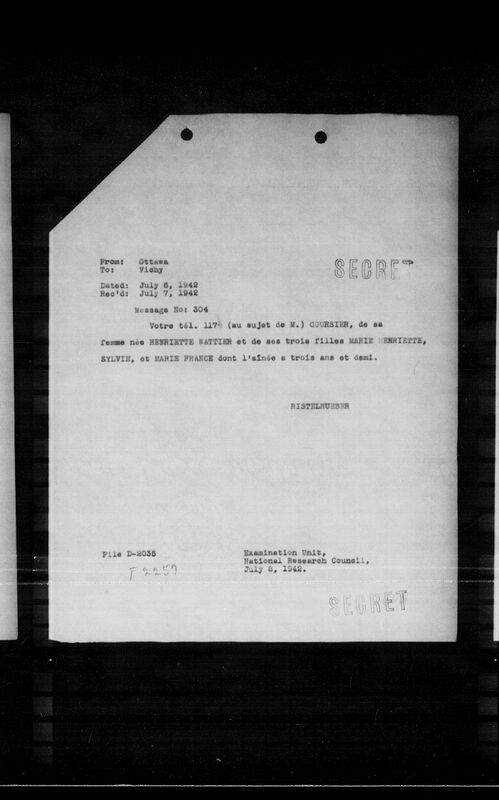 SECRET
From: Ottawa
To: Vichy
Dated: July 6, 1942
Rec'd: July 7, 1942
Message No: 304
Votre tél. 117 (au sujet de M.) COURSIER, de sa
femme née HENRIETTE WATTIER et de ses trois filles MARIE HENRIETTE,
SYLVIE, et MARIE FRANCE dont l'aînée a trois ans et demi.
RISTELHUEBER
File D-2035
F2257
Examination Unit,
National Research Council,
July 8, 1942.
SECRET